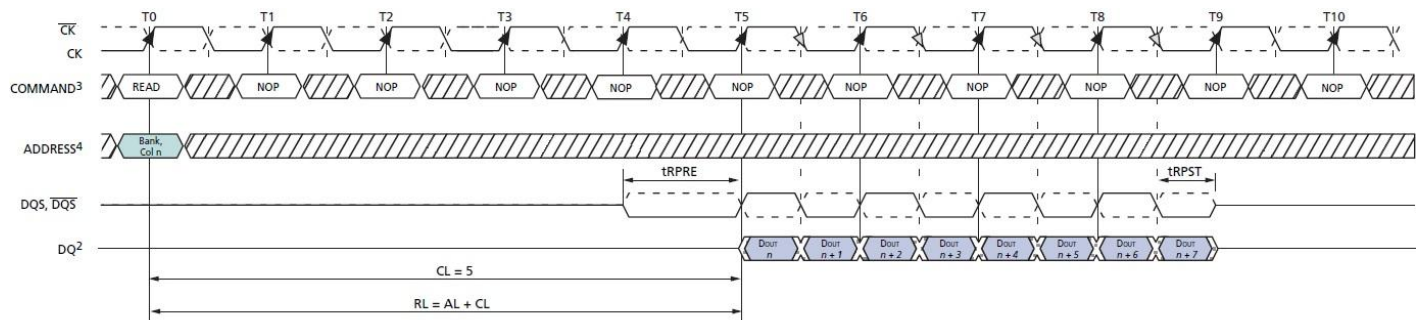 T0 T1 T2 T3 T4 T5 T6 T7 T8 T9 T10
CK
CK
COMMAND3 READ NOP NOP NOP NOP NOP NOP NOP NOP NOP NOP
ADDRESS4 Bank,
Col n
tRPRE tRPST
DQS, DQS
DQ2 DOUT n DOUT n + 1 DOUT n + 2 DOUT n + 3 DOUT n + 4 DOUT n + 5 DOUT n + 6 DOUT n + 7
CL = 5
RL = AL + CL